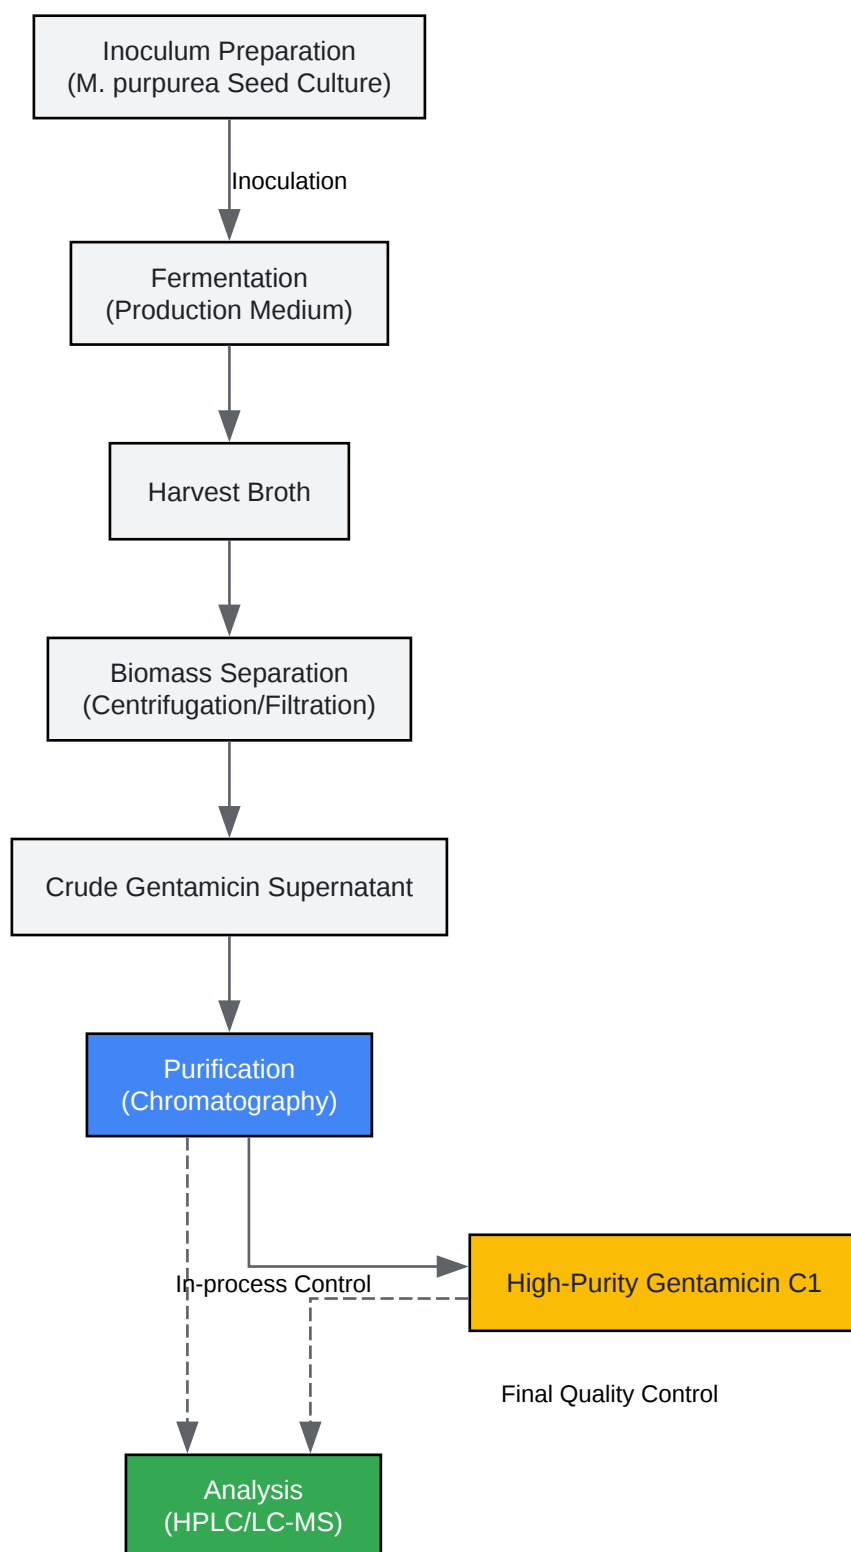 Inoculum Preparation
(M. purpurea Seed Culture)
Inoculation
Fermentation
(Production Medium)
Harvest Broth
Biomass Separation
(Centrifugation/Filtration)
Crude Gentamicin Supernatant
Purification
(Chromatography)
In-process Control
High-Purity Gentamicin C1
Final Quality Control
Analysis
(HPLC/LC-MS)